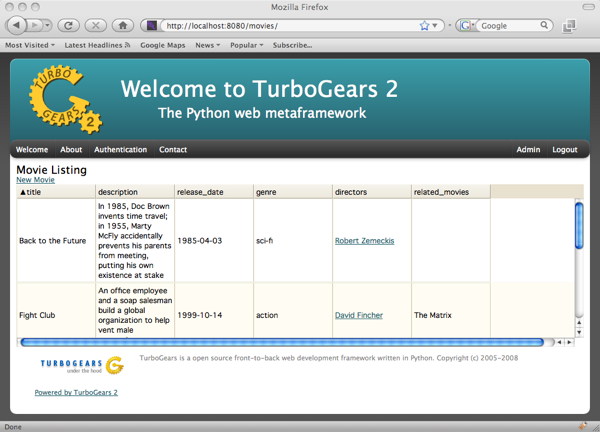 Mozilla Firefox
http://localhost:8080/movies/
Google
Most Visited
Latest Headlines
Google Maps
News
Popular
Subscribe...
TURBO
GEARS
2
Welcome to TurboGears 2
The Python web metaframework
Welcome About Authentication Contact Admin Logout
Movie Listing
New Movie
▲title description release_date genre directors related_movies
In 1985, Doc Brown
invents time travel;
in 1955, Marty
McFly accidentally
prevents his parents
from meeting,
putting his own
existence at stake
Back to the Future
1985-04-03
sci-fi
Robert Zemeckis
An office employee
and a soap salesman
build a global
organization to help
vent male
Fight Club
1999-10-14
action
David Fincher
The Matrix
TURBOGEARS
under the hood
TurboGears is a open source front-to-back web development framework written in Python. Copyright (c) 2005-2008
Powered by TurboGears 2
Done